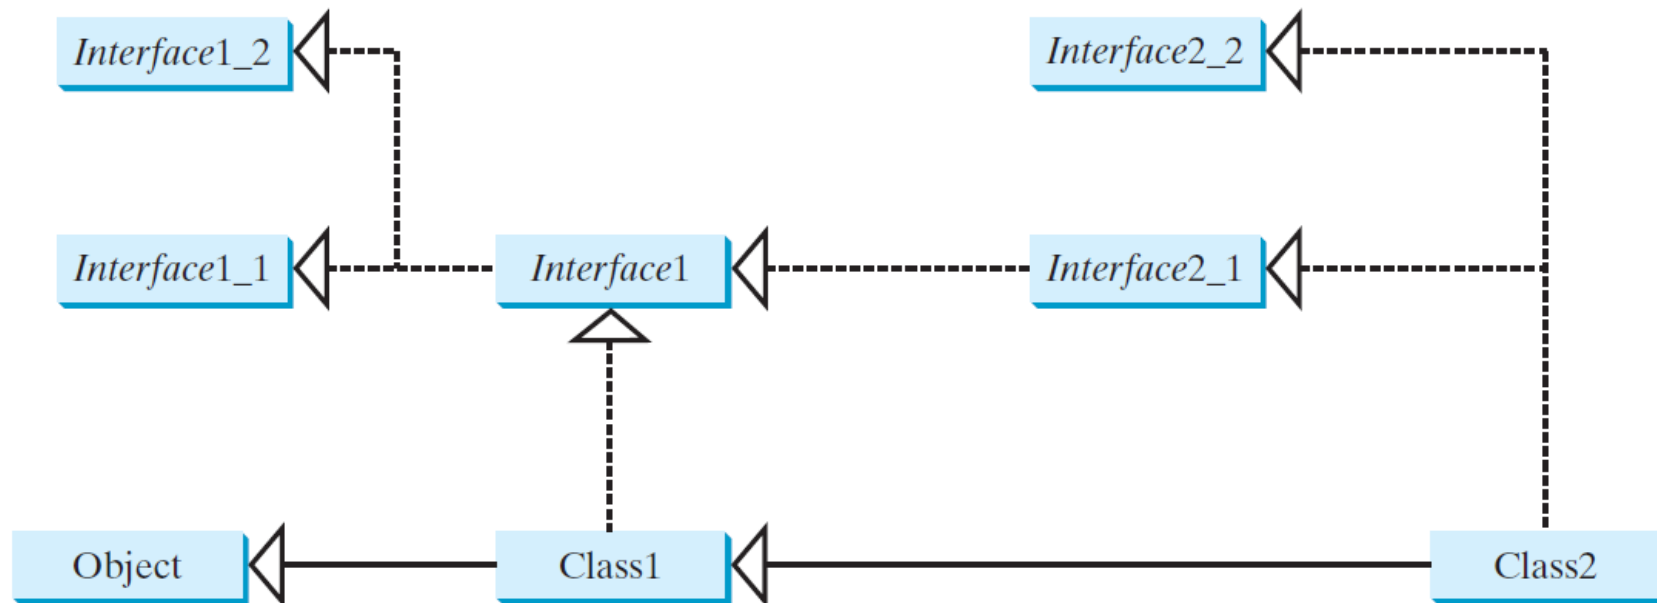 Interface1_2
Interface2_2
Interface1_1
Interface1
Interface2_1
Object
Class1
Class2